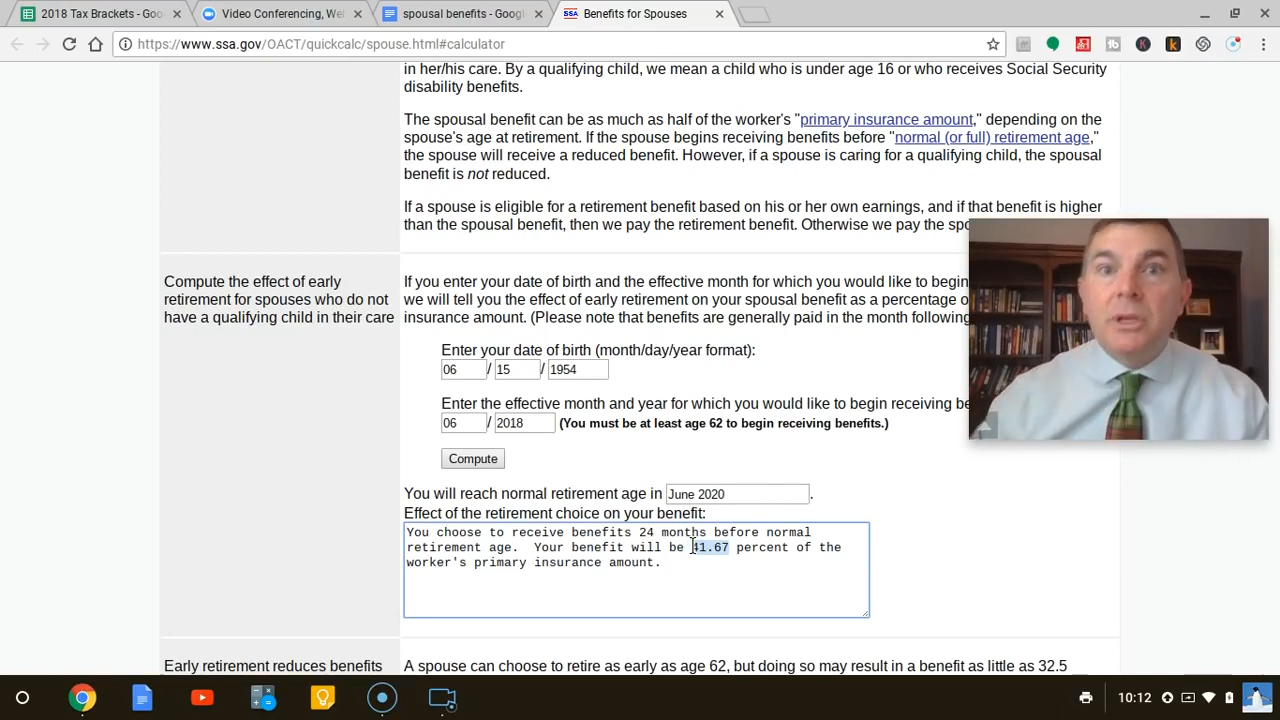 2018 Tax Brackets - Goo
Video Conferencing, We
spousal benefits - Googl
SSA Benefits for Spouses
https://www.ssa.gov/OACT/quickcalc/spouse.html#calculator
in her/his care. By a qualifying child, we mean a child who is under age 16 or who receives Social Security
disability benefits.
The spousal benefit can be as much as half of the worker's "primary insurance amount," depending on the
spouse's age at retirement. If the spouse begins receiving benefits before "normal (or full) retirement age,"
the spouse will receive a reduced benefit. However, if a spouse is caring for a qualifying child, the spousal
benefit is not reduced.
If a spouse is eligible for a retirement benefit based on his or her own earnings, and if that benefit is higher
than the spousal benefit, then we pay the retirement benefit. Otherwise we pay the spo
Compute the effect of early
retirement for spouses who do not
have a qualifying child in their care
If you enter your date of birth and the effective month for which you would like to begin
we will tell you the effect of early retirement on your spousal benefit as a percentage o
insurance amount. (Please note that benefits are generally paid in the month following
Enter your date of birth (month/day/year format):
06 / 15 / 1954
Enter the effective month and year for which you would like to begin receiving be
06 / 2018 (You must be at least age 62 to begin receiving benefits.)
Compute
You will reach normal retirement age in June 2020.
Effect of the retirement choice on your benefit:
You choose to receive benefits 24 months before normal
retirement age. Your benefit will be 41.67 percent of the
worker's primary insurance amount.
Early retirement reduces benefits
A spouse can choose to retire as early as age 62, but doing so may result in a benefit as little as 32.5
10:12